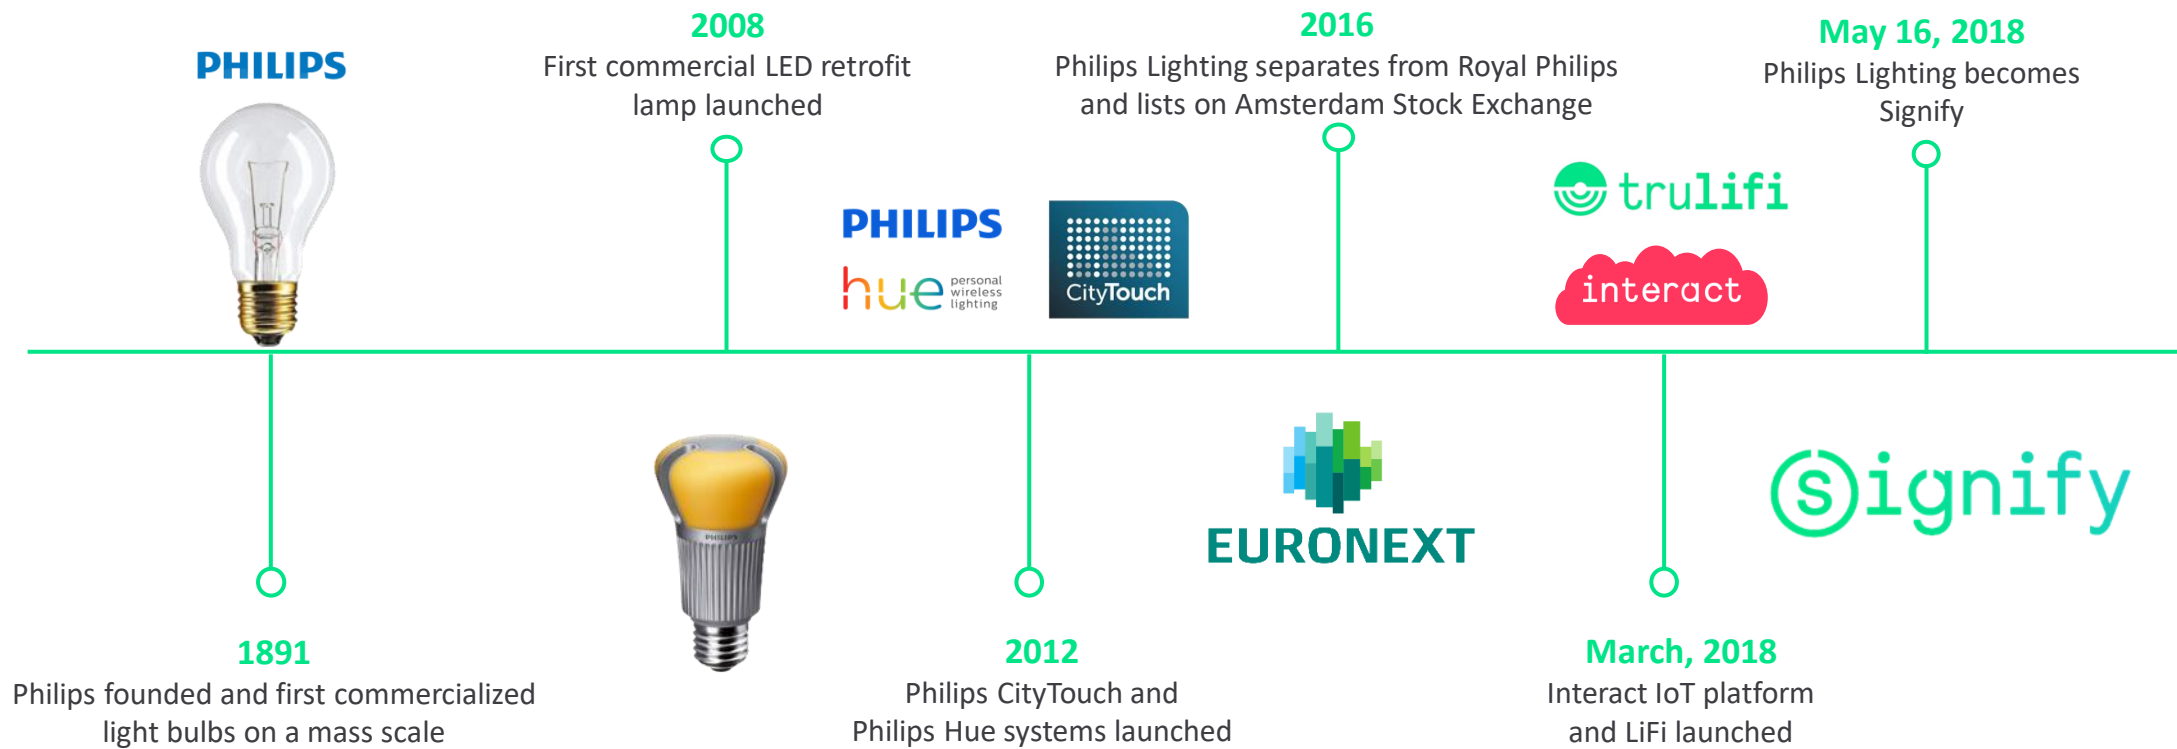 PHILIPS
2008
First commercial LED retrofit
lamp launched
2016
Philips Lighting separates from Royal Philips
and lists on Amsterdam Stock Exchange
May 16, 2018
Philips Lighting becomes
Signify
PHILIPS
hue personal
wireless
lighting
CityTouch
trulifi
interact
PHILIPS
EURONEXT
signify
1891
Philips founded and first commercialized
light bulbs on a mass scale
2012
Philips CityTouch and
Philips Hue systems launched
March, 2018
Interact IoT platform
and LiFi launched